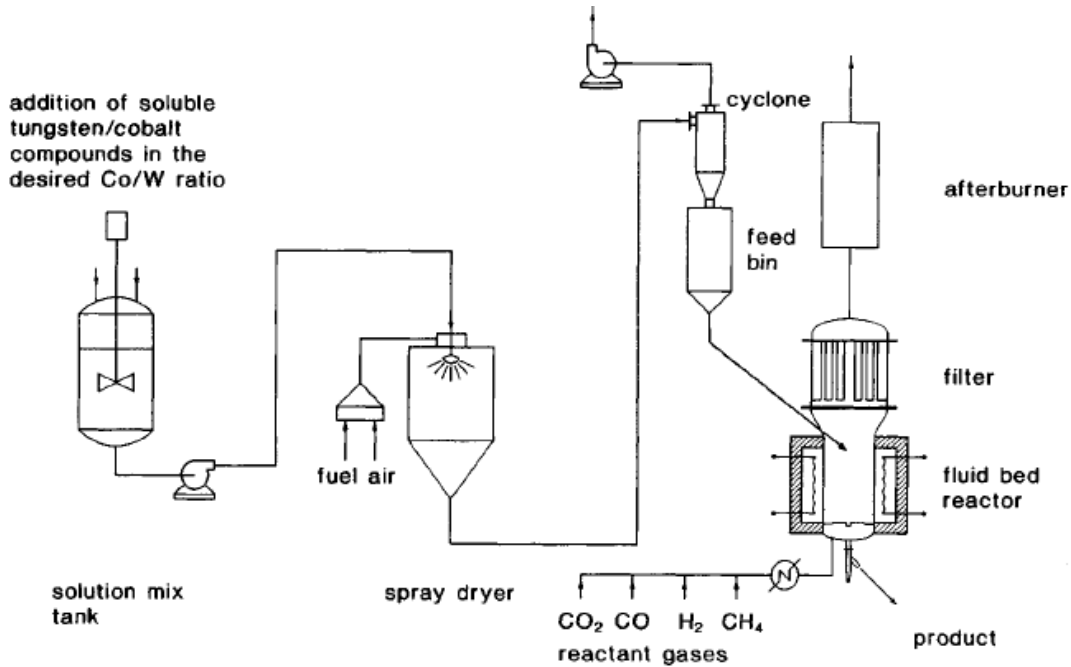 addition of soluble
tungsten/cobalt
compounds in the
desired Co/W ratio
cyclone
afterburner
feed
bin
filter
fuel air
fluid bed
reactor
solution mix
tank
spray dryer
CO₂ CO H₂ CH₄
reactant gases
product